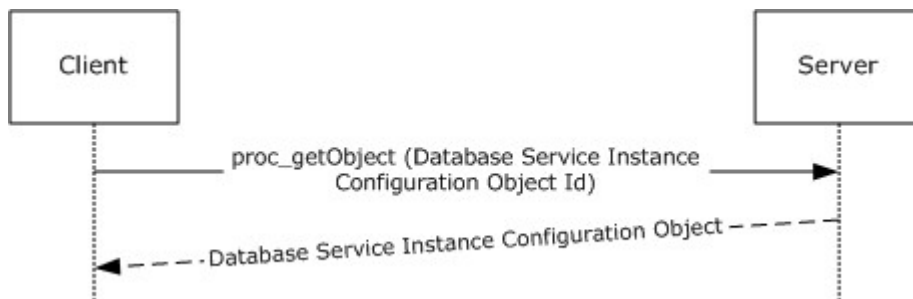 Client
Server
proc_getObject (Database Service Instance
Configuration Object Id)
Database Service Instance Configuration Object